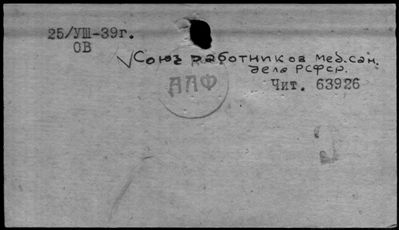 25/УШ-39г.
ОВ
Союз работников мед. сан.
дела РСФСР.
ААФ
Чит. 63926